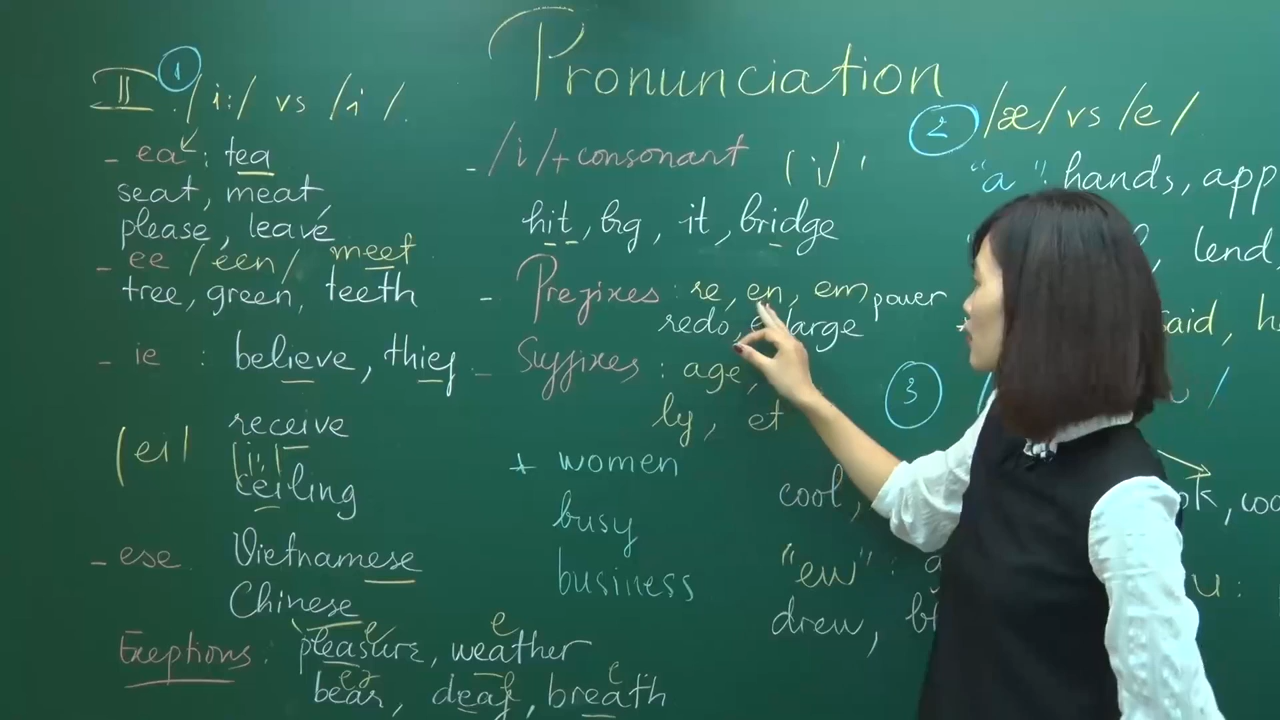 Pronunciation
II. 1 /i:/ vs /i/.
- ea : tea
seat, meat,
please, leave
- ee /een/ meet
tree, green, teeth
- ie : believe, thief
(ei) receive
[i:]
ceiling
- ese Vietnamese
Chinese
Exeptions : pleasure, weather
e e
bear, deaf, breath
- /i/ + consonant (i)
hit, big, it, bridge
- Prefixes : re, en, em power
redo, enlarge
- Suffixes : age,
ly, et
+ women
busy
business
2 /æ/ vs /e/
"a": hands, app
lend,
said, h
3
cool,
ok, coo
"ew" :
u :
drew, b